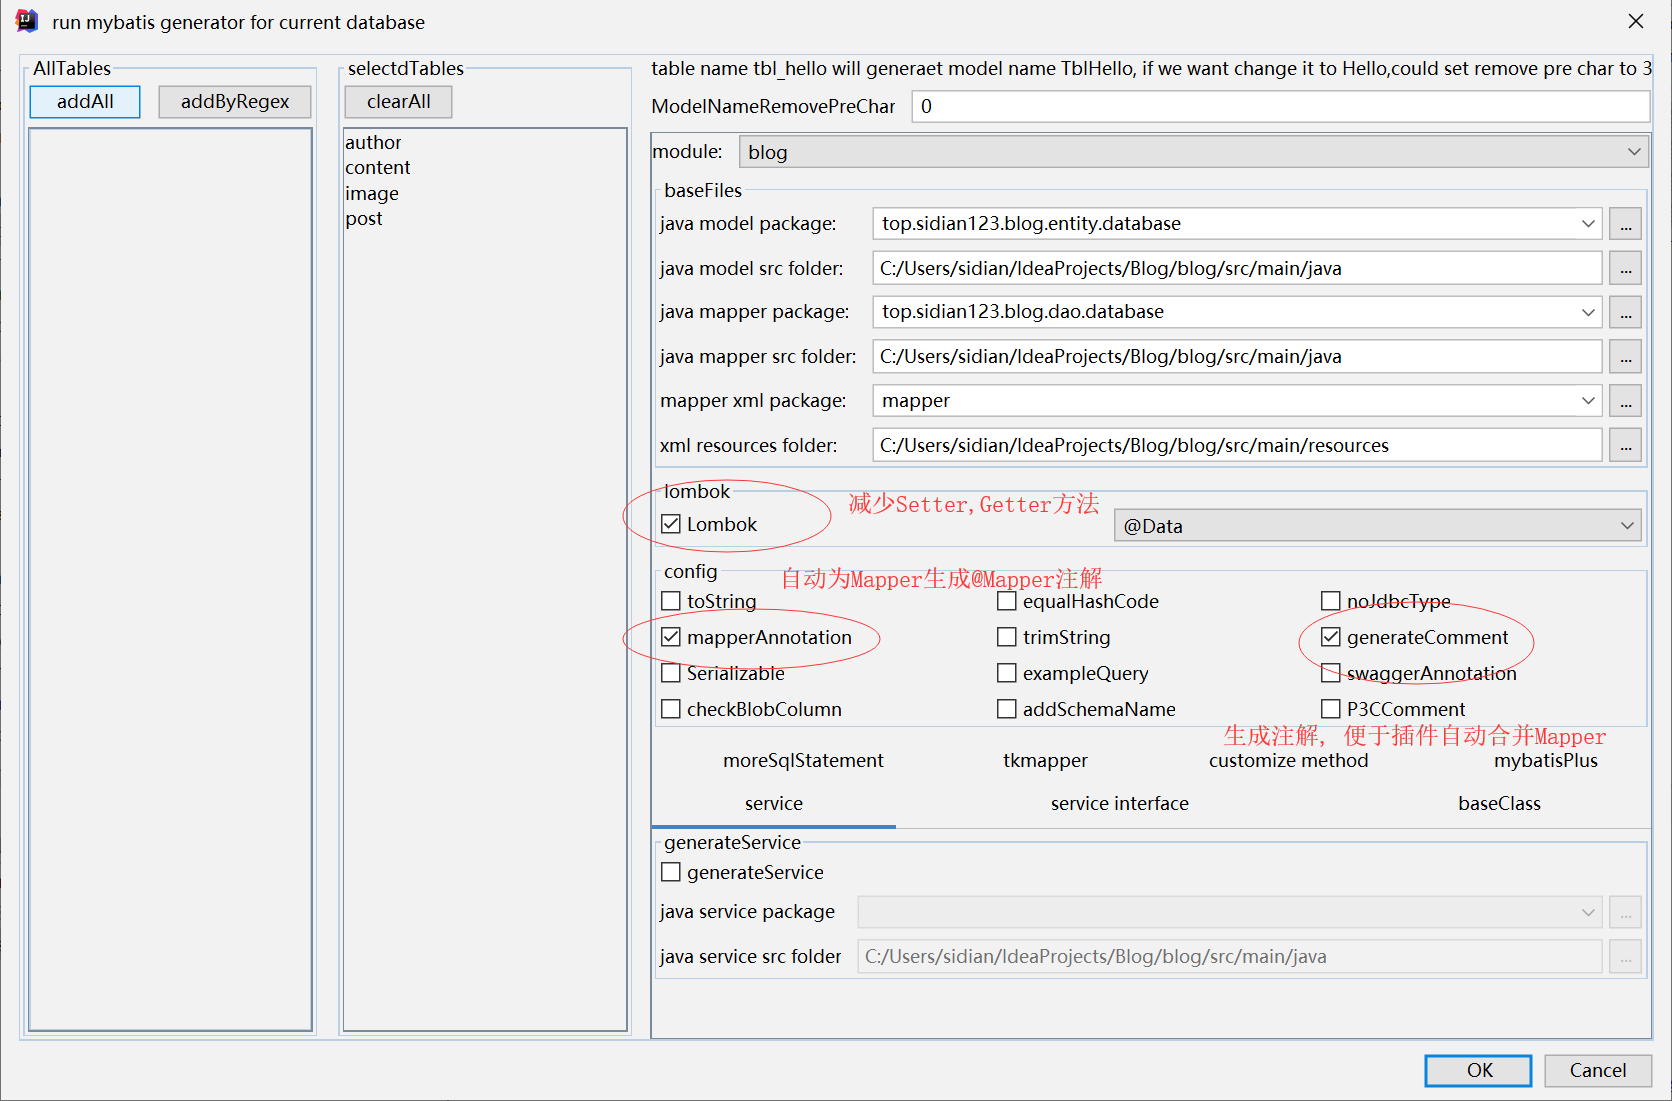 run mybatis generator for current database
AllTables
addAll
addByRegex
selectdTables
clearAll
author
content
image
post
table name tbl_hello will generaet model name TblHello, if we want change it to Hello,could set remove pre char to 3
ModelNameRemovePreChar
0
module:
blog
baseFiles
java model package:
top.sidian123.blog.entity.database
...
java model src folder:
C:/Users/sidian/IdeaProjects/Blog/blog/src/main/java
...
java mapper package:
top.sidian123.blog.dao.database
...
java mapper src folder:
C:/Users/sidian/IdeaProjects/Blog/blog/src/main/java
...
mapper xml package:
mapper
...
xml resources folder:
C:/Users/sidian/IdeaProjects/Blog/blog/src/main/resources
...
lombok
减少Setter,Getter方法
Lombok
@Data
config
自动为Mapper生成@Mapper注解
toString
equalHashCode
noJdbcType
mapperAnnotation
trimString
generateComment
Serializable
exampleQuery
swaggerAnnotation
checkBlobColumn
addSchemaName
P3CComment
生成注解, 便于插件自动合并Mapper
moreSqlStatement
tkmapper
customize method
mybatisPlus
service
service interface
baseClass
generateService
generateService
java service package
...
java service src folder
C:/Users/sidian/IdeaProjects/Blog/blog/src/main/java
...
OK
Cancel